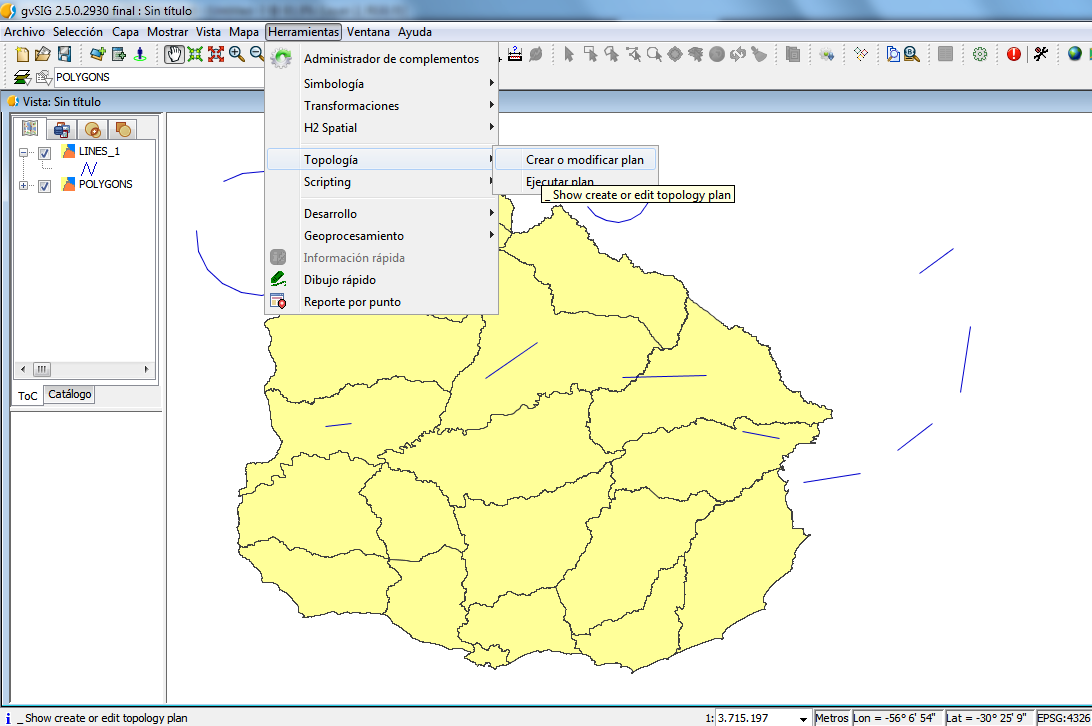 gvSIG 2.5.0.2930 final : Sin título
Archivo Selección Capa Mostrar Vista Mapa Herramientas Ventana Ayuda
POLYGONS
Vista: Sin título
LINES_1
POLYGONS
ToC Catálogo
Administrador de complementos
Simbología
Transformaciones
H2 Spatial
Topología
Scripting
Desarrollo
Geoprocesamiento
Información rápida
Dibujo rápido
Reporte por punto
Crear o modificar plan
Ejecutar plan
_Show create or edit topology plan
_Show create or edit topology plan
1: 3.715.197 Metros Lon = -56° 6' 54" Lat = -30° 25' 9" EPSG:4326